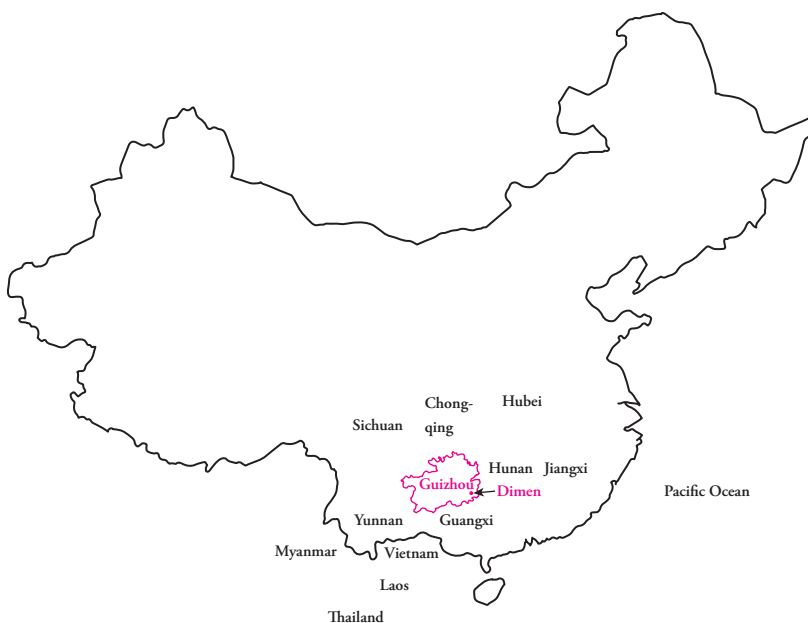 Hubei
Chong-
qing
Sichuan
Hunan Jiangxi
Guizhou
Dimen
Pacific Ocean
Yunnan
Guangxi
Myanmar
Vietnam
Laos
Thailand